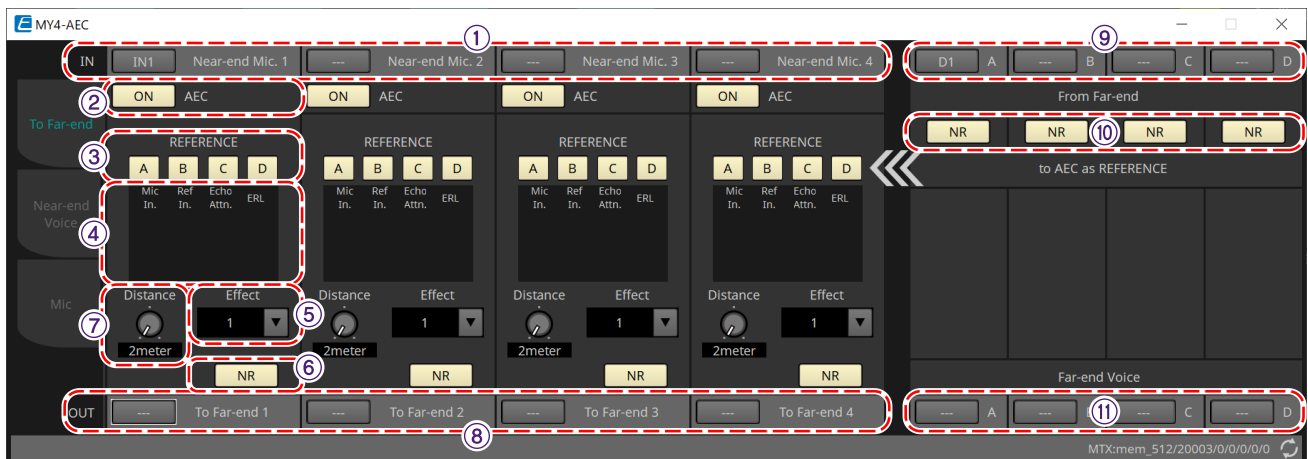 E MY4-AEC
①
⑨
IN IN1 Near-end Mic. 1 --- Near-end Mic. 2 --- Near-end Mic. 3 --- Near-end Mic. 4 D1 A --- B --- C --- D
② ON AEC ON AEC ON AEC ON AEC From Far-end
To Far-end
NR NR ⑩ NR NR
③ REFERENCE REFERENCE REFERENCE REFERENCE
A B C D A B C D A B C D A B C D to AEC as REFERENCE
④
Mic In. Ref In. Echo Attn. ERL Mic In. Ref In. Echo Attn. ERL Mic In. Ref In. Echo Attn. ERL Mic In. Ref In. Echo Attn. ERL
Near-end
Voice
Mic
Distance Effect Distance Effect Distance Effect Distance Effect
⑦ 1 ⑤ 1 1 1
2meter 2meter 2meter 2meter
NR ⑥ NR NR NR Far-end Voice
OUT --- To Far-end 1 --- To Far-end 2 --- To Far-end 3 --- To Far-end 4 --- A --- B ⑪ --- C --- D
⑧
MTX:mem_512/20003/0/0/0/0/0